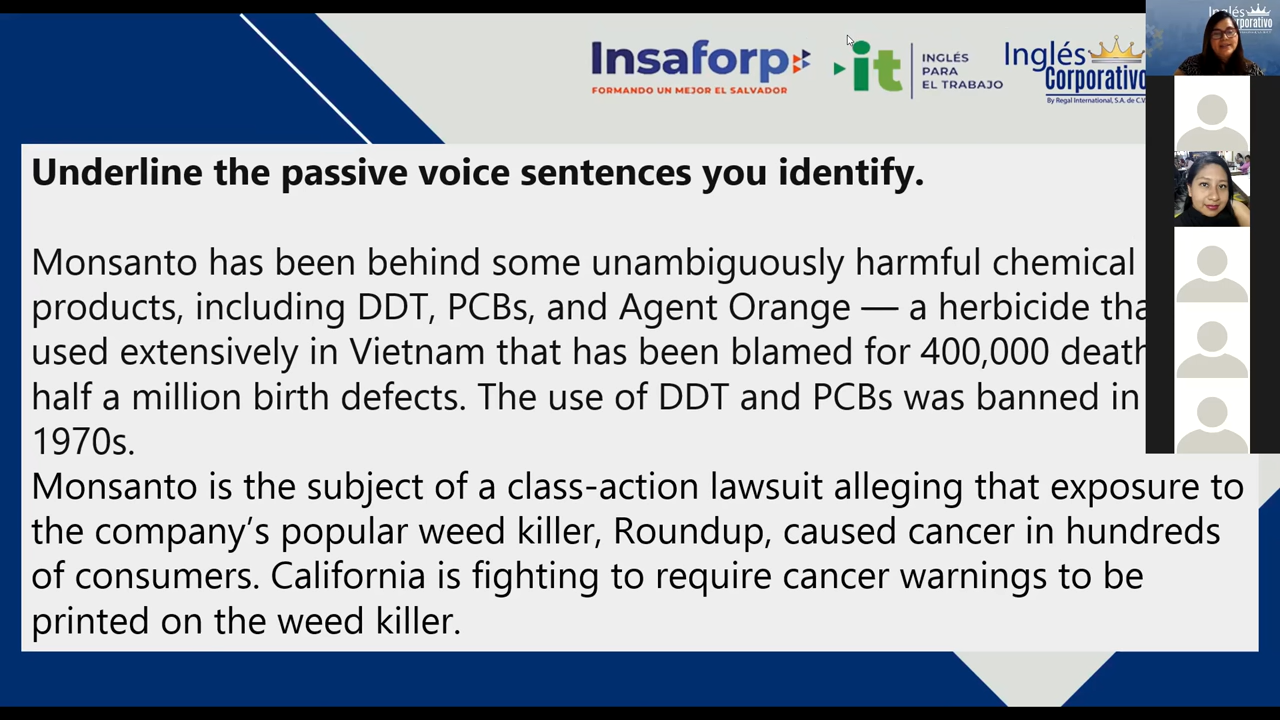 Insaforp
FORMANDO UN MEJOR EL SALVADOR
it
INGLÉS
PARA
EL TRABAJO
Inglés
Corporativo
By Regal International, S.A. de C.V.
Inglés
Underline the passive voice sentences you identify.
Monsanto has been behind some unambiguously harmful chemical
products, including DDT, PCBs, and Agent Orange — a herbicide
used extensively in Vietnam that has been blamed for 400,000
half a million birth defects. The use of DDT and PCBs was banned in
1970s.
Monsanto is the subject of a class-action lawsuit alleging that exposure to
the company’s popular weed killer, Roundup, caused cancer in hundreds
of consumers. California is fighting to require cancer warnings to be
printed on the weed killer.